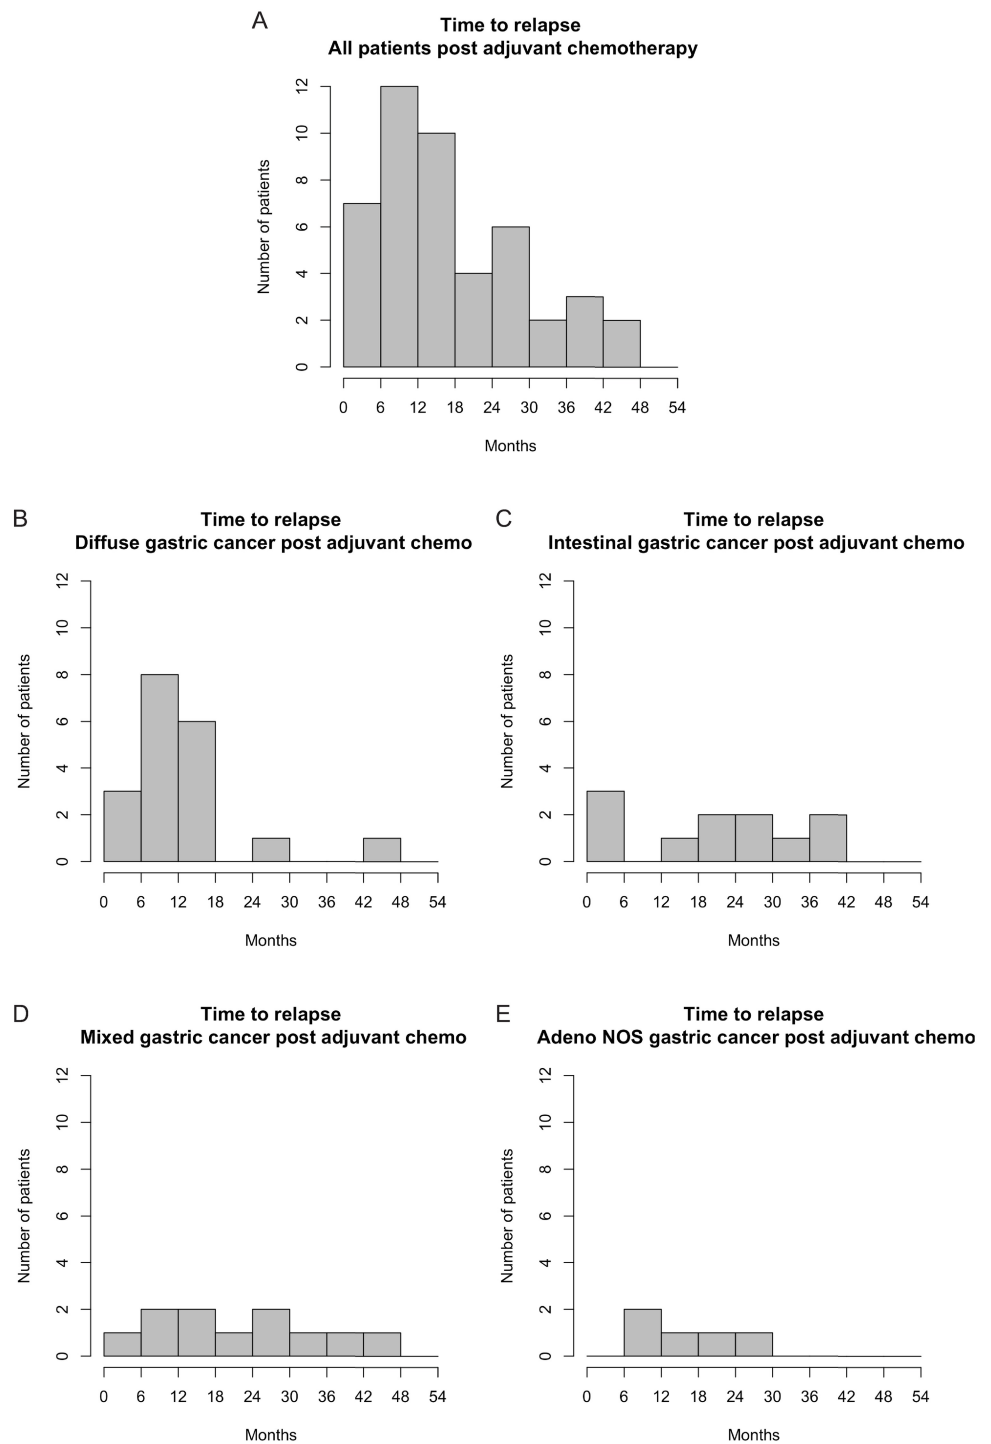 A
Time to relapse
All patients post adjuvant chemotherapy
Number of patients
12
10
8
6
4
2
0
0 6 12 18 24 30 36 42 48 54
Months
B
Time to relapse
Diffuse gastric cancer post adjuvant chemo
Number of patients
12
10
8
6
4
2
0
0 6 12 18 24 30 36 42 48 54
Months
C
Time to relapse
Intestinal gastric cancer post adjuvant chemo
Number of patients
12
10
8
6
4
2
0
0 6 12 18 24 30 36 42 48 54
Months
D
Time to relapse
Mixed gastric cancer post adjuvant chemo
Number of patients
12
10
8
6
4
2
0
0 6 12 18 24 30 36 42 48 54
Months
E
Time to relapse
Adeno NOS gastric cancer post adjuvant chemo
Number of patients
12
10
8
6
4
2
0
0 6 12 18 24 30 36 42 48 54
Months